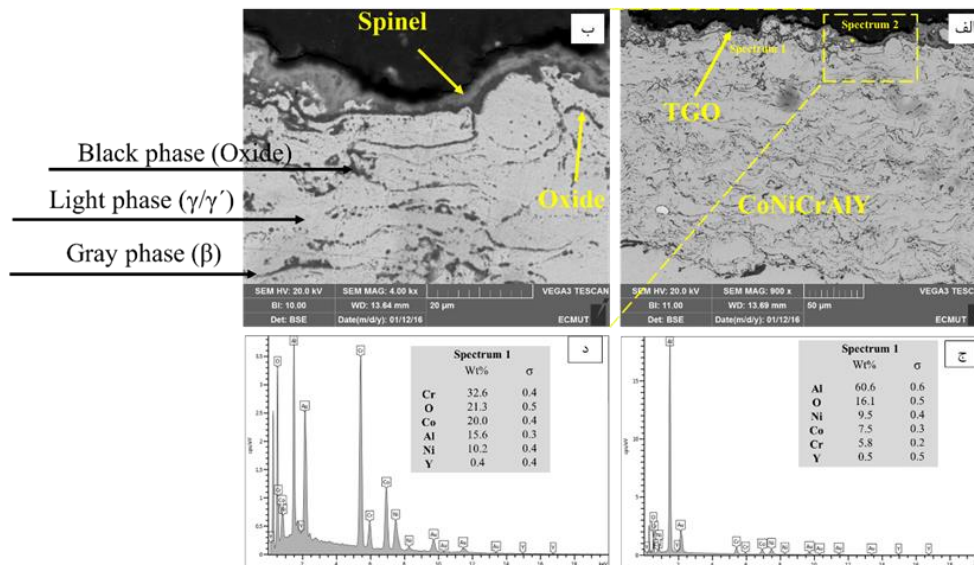 Spinel
ب
Spectrum 2
الف
Spectrum 1
TGO
Black phase (Oxide)
Light phase (γ/γ´)
Gray phase (β)
Oxide
CoNiCrAlY
SEM HV: 20.0 kV SEM MAG: 4.00 kx VEGA3 TESCAN
BI: 10.00 WD: 13.64 mm 20 µm
Det: BSE Date(m/d/y): 01/12/16 ECMUT
SEM HV: 20.0 kV SEM MAG: 900 x VEGA3 TESCAN
BI: 11.00 WD: 13.69 mm 50 µm
Det: BSE Date(m/d/y): 01/12/16 ECMUT
د
Spectrum 1
Wt% σ
Cr 32.6 0.4
O 21.3 0.5
Co 20.0 0.4
Al 15.6 0.3
Ni 10.2 0.4
Y 0.4 0.4
ج
Spectrum 1
Wt% σ
Al 60.6 0.6
O 16.1 0.5
Ni 9.5 0.4
Co 7.5 0.3
Cr 5.8 0.2
Y 0.5 0.5